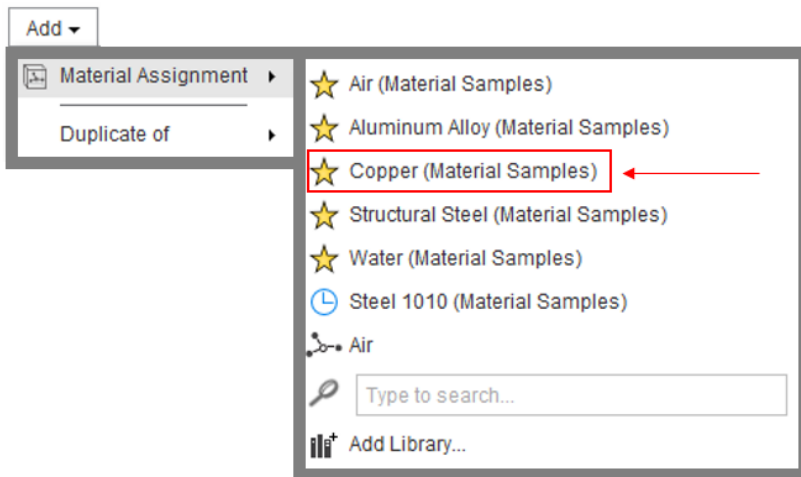 Add
Material Assignment
Duplicate of
Air (Material Samples)
Aluminum Alloy (Material Samples)
Copper (Material Samples)
Structural Steel (Material Samples)
Water (Material Samples)
Steel 1010 (Material Samples)
Air
Type to search...
Add Library...